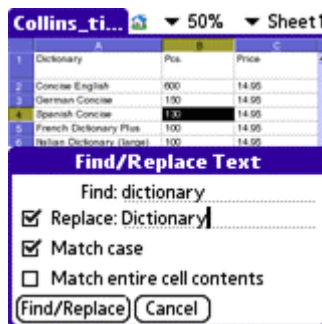 Collins_ti... 50% Sheet1
A B C
1 Dictionary Pcs. Price
2 Concise English 600 14.95
3 German Concise 150 14.95
4 Spanish Concise 130 14.95
5 French Dictionary Plus 100 14.95
6 Italian Dictionary (large) 100 14.95
Find/Replace Text
Find: dictionary
Replace: Dictionary
Match case
Match entire cell contents
Find/Replace Cancel